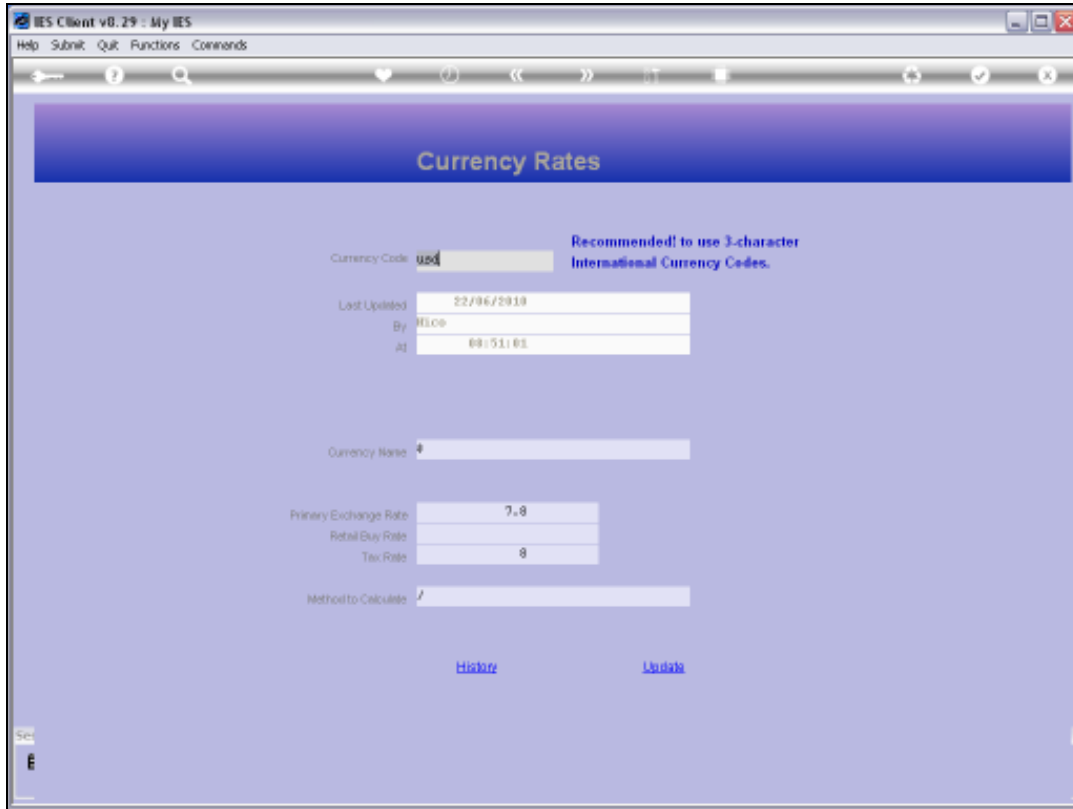 IES Client v8.29 : My IES
Help Submit Quit Functions Commands
Currency Rates
Currency Code usd
Recommended! to use 3-character
International Currency Codes.
Last Updated 22/06/2010
By Nico
At 08:51:01
Currency Name
Primary Exchange Rate 7.8
Retail Buy Rate
Tax Rate 8
Method to Calculate /
History Update